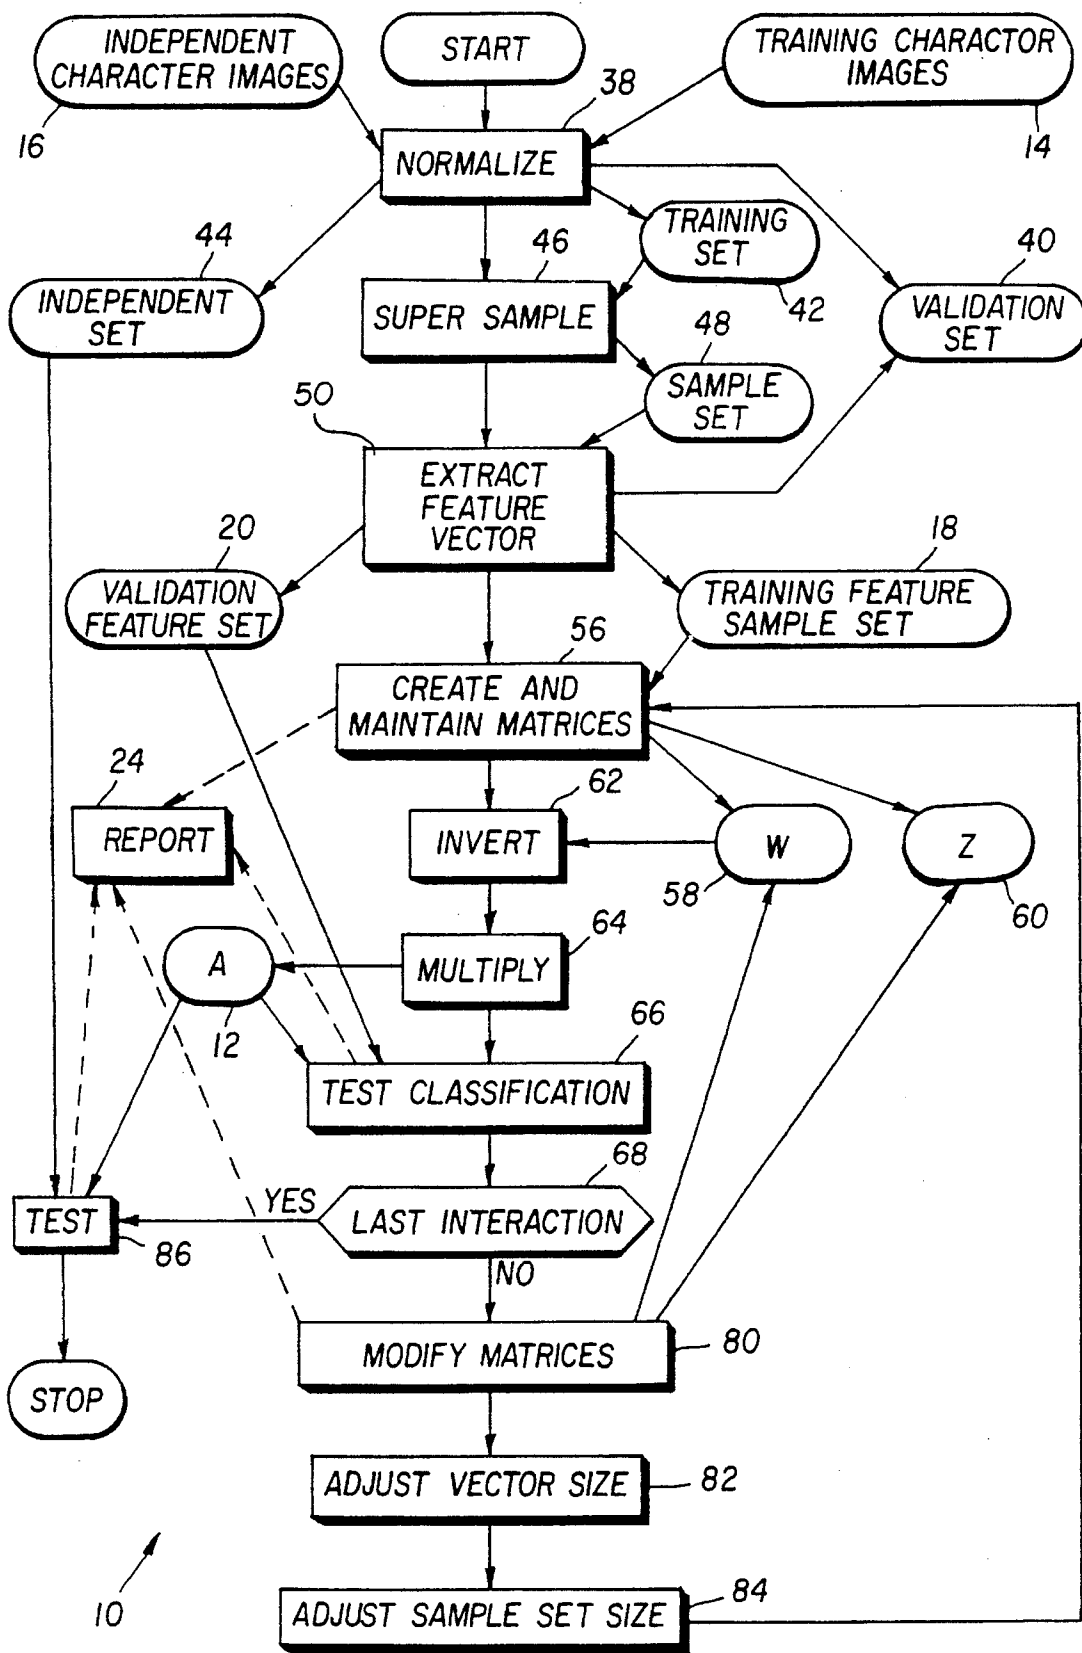 INDEPENDENT
CHARACTER IMAGES
16
START
TRAINING CHARACTOR
IMAGES
14
38
NORMALIZE
44
INDEPENDENT
SET
46
SUPER SAMPLE
TRAINING
SET
42
40
VALIDATION
SET
48
SAMPLE
SET
50
EXTRACT
FEATURE
VECTOR
20
VALIDATION
FEATURE SET
18
TRAINING FEATURE
SAMPLE SET
56
CREATE AND
MAINTAIN MATRICES
24
REPORT
62
INVERT
W
58
Z
60
A
12
64
MULTIPLY
66
TEST CLASSIFICATION
68
LAST INTERACTION
YES
NO
TEST
86
STOP
MODIFY MATRICES
80
ADJUST VECTOR SIZE
82
ADJUST SAMPLE SET SIZE
84
10